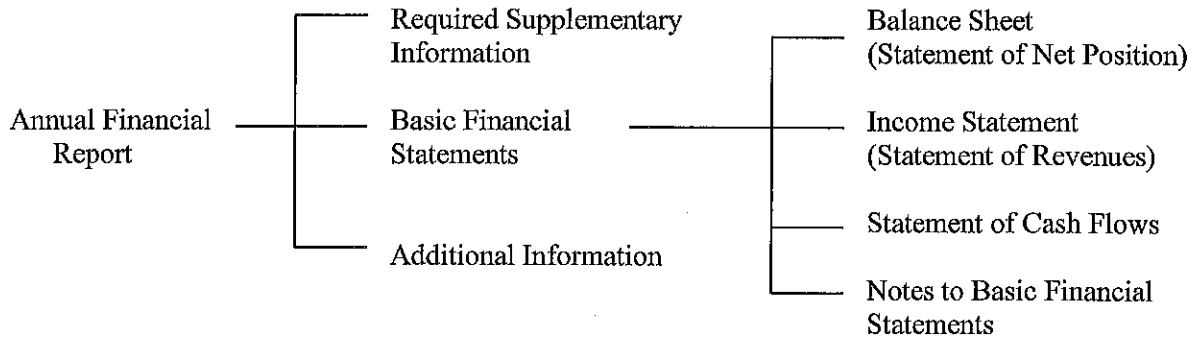 Annual Financial
Report
Required Supplementary
Information
Basic Financial
Statements
Additional Information
Balance Sheet
(Statement of Net Position)
Income Statement
(Statement of Revenues)
Statement of Cash Flows
Notes to Basic Financial
Statements